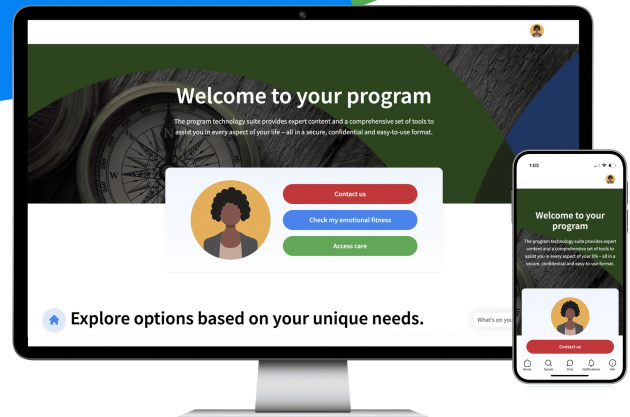 Welcome to your program
The program technology suite provides expert content and a comprehensive set of tools to
assist you in every aspect of your life – all in a secure, confidential and easy-to-use format.
Contact us
Check my emotional fitness
Access care
Explore options based on your unique needs.
What's on you
1:03
Welcome to your
program
The program technology suite provides expert
content and a comprehensive set of tools to
assist you in every aspect of your life – all in a
secure, confidential and easy-to-use format.
Contact us
Home
Search
Chat
Notifications
Info